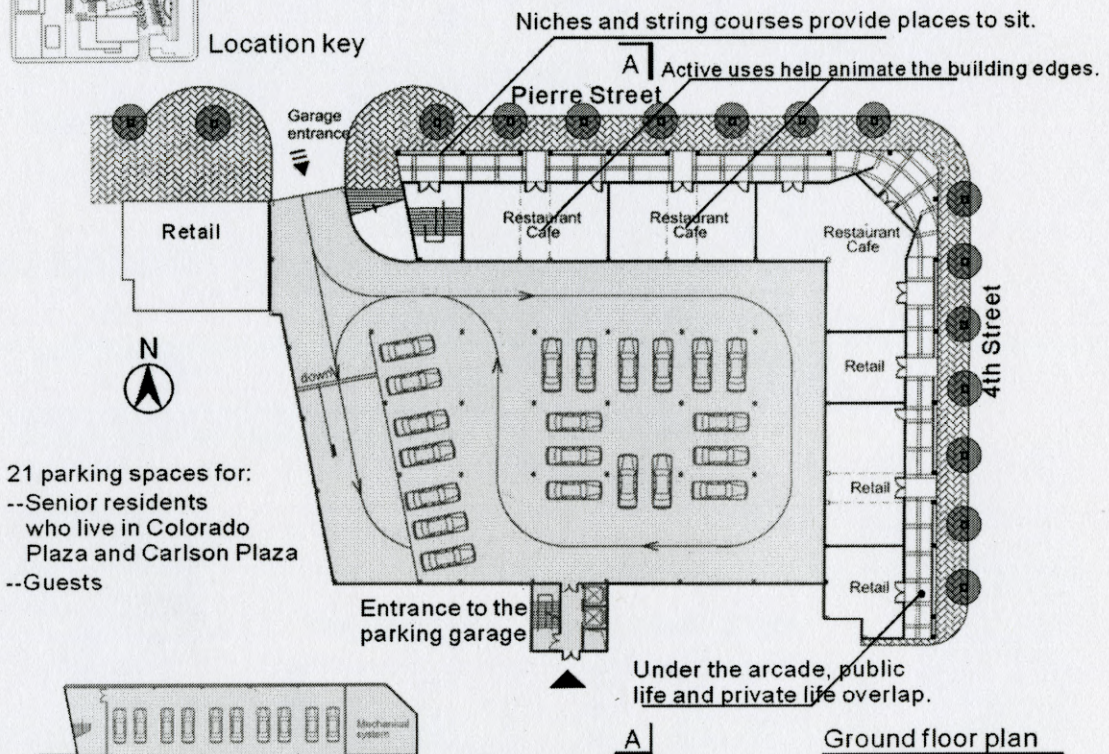 Location key
Niches and string courses provide places to sit.
A
Active uses help animate the building edges.
Pierre Street
Garage
entrance
Retail
Restaurant
Cafe
Restaurant
Cafe
Restaurant
Cafe
4th Street
N
down
Retail
Retail
Retail
21 parking spaces for:
--Senior residents
who live in Colorado
Plaza and Carlson Plaza
--Guests
Entrance to the
parking garage
Under the arcade, public
life and private life overlap.
Mechanical
system
A
Ground floor plan